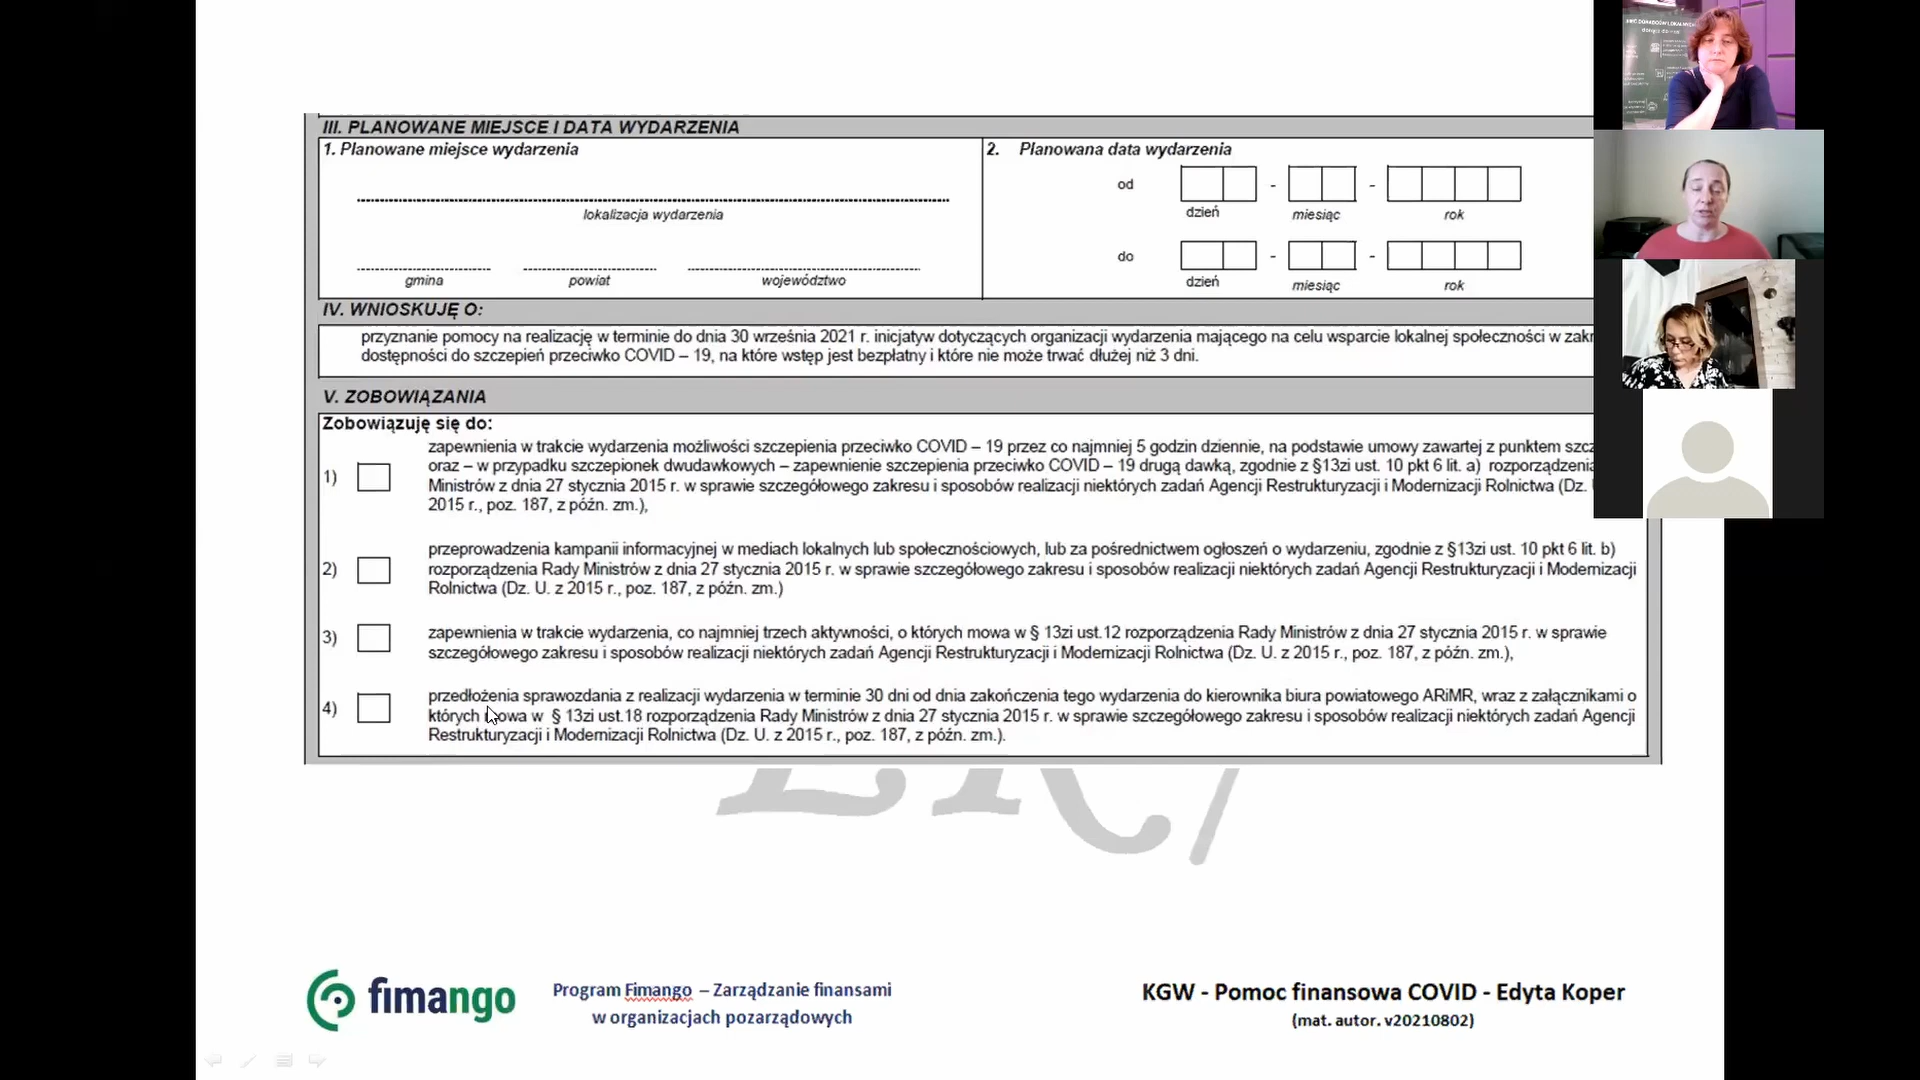 III. PLANOWANE MIEJSCE I DATA WYDARZENIA
1. Planowane miejsce wydarzenia
2. Planowana data wydarzenia
od - -
lokalizacja wydarzenia
dzień miesiąc rok
do - -
gmina powiat województwo
dzień miesiąc rok
IV. WNIOSKUJĘ O:
przyznanie pomocy na realizację w terminie do dnia 30 września 2021 r. inicjatyw dotyczących organizacji wydarzenia mającego na celu wsparcie lokalnej społeczności w
dostępności do szczepień przeciwko COVID – 19, na które wstęp jest bezpłatny i które nie może trwać dłużej niż 3 dni.
V. ZOBOWIĄZANIA
Zobowiązuję się do:
1) zapewnienia w trakcie wydarzenia możliwości szczepienia przeciwko COVID – 19 przez co najmniej 5 godzin dziennie, na podstawie umowy zawartej z punktem
oraz – w przypadku szczepionek dwudawkowych – zapewnienie szczepienia przeciwko COVID – 19 drugą dawką, zgodnie z §13zi ust. 10 pkt 6 lit. a) rozporządzenia
Ministrów z dnia 27 stycznia 2015 r. w sprawie szczegółowego zakresu i sposobów realizacji niektórych zadań Agencji Restrukturyzacji i Modernizacji Rolnictwa (Dz.
2015 r., poz. 187, z późn. zm.),
2) przeprowadzenia kampanii informacyjnej w mediach lokalnych lub społecznościowych, lub za pośrednictwem ogłoszeń o wydarzeniu, zgodnie z §13zi ust. 10 pkt 6 lit. b)
rozporządzenia Rady Ministrów z dnia 27 stycznia 2015 r. w sprawie szczegółowego zakresu i sposobów realizacji niektórych zadań Agencji Restrukturyzacji i Modernizacji
Rolnictwa (Dz. U. z 2015 r., poz. 187, z późn. zm.)
3) zapewnienia w trakcie wydarzenia, co najmniej trzech aktywności, o których mowa w § 13zi ust.12 rozporządzenia Rady Ministrów z dnia 27 stycznia 2015 r. w sprawie
szczegółowego zakresu i sposobów realizacji niektórych zadań Agencji Restrukturyzacji i Modernizacji Rolnictwa (Dz. U. z 2015 r., poz. 187, z późn. zm.),
4) przedłożenia sprawozdania z realizacji wydarzenia w terminie 30 dni od dnia zakończenia tego wydarzenia do kierownika biura powiatowego ARiMR, wraz z załącznikami o
których mowa w § 13zi ust.18 rozporządzenia Rady Ministrów z dnia 27 stycznia 2015 r. w sprawie szczegółowego zakresu i sposobów realizacji niektórych zadań Agencji
Restrukturyzacji i Modernizacji Rolnictwa (Dz. U. z 2015 r., poz. 187, z późn. zm.).
fimango
Program Fimango – Zarządzanie finansami
w organizacjach pozarządowych
KGW - Pomoc finansowa COVID - Edyta Koper
(mat. autor. v20210802)